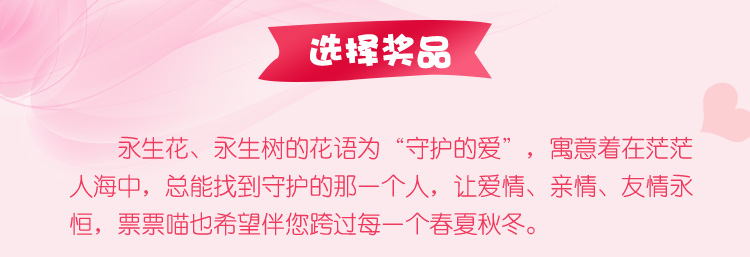 选择奖品
永生花、永生树的花语为“守护的爱”，寓意着在茫茫
人海中，总能找到守护的那一个人，让爱情、亲情、友情永
恒，票票喵也希望伴您跨过每一个春夏秋冬。